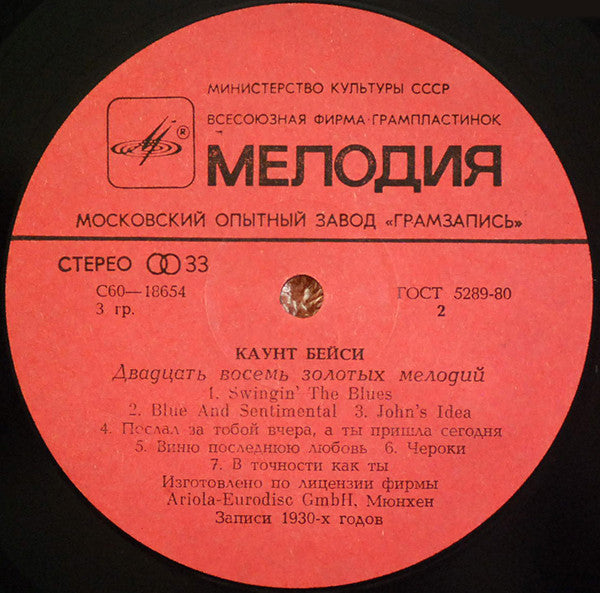 МИНИСТЕРСТВО КУЛЬТУРЫ СССР
ВСЕСОЮЗНАЯ ФИРМА·ГРАМПЛАСТИНОК
®
МЕЛОДИЯ
МОСКОВСКИЙ ОПЫТНЫЙ ЗАВОД «ГРАМЗАПИСЬ»
СТЕРЕО 33
С60—18654
ГОСТ 5289-80
3 гр.
2
КАУНТ БЕЙСИ
Двадцать восемь золотых мелодий
1. Swingin' The Blues
2. Blue And Sentimental 3. John's Idea
4. Послал за тобой вчера, а ты пришла сегодня
5. Виню последнюю любовь 6. Чероки
7. В точности как ты
Изготовлено по лицензии фирмы
Ariola-Eurodisc GmbH, Мюнхен
Записи 1930-х годов